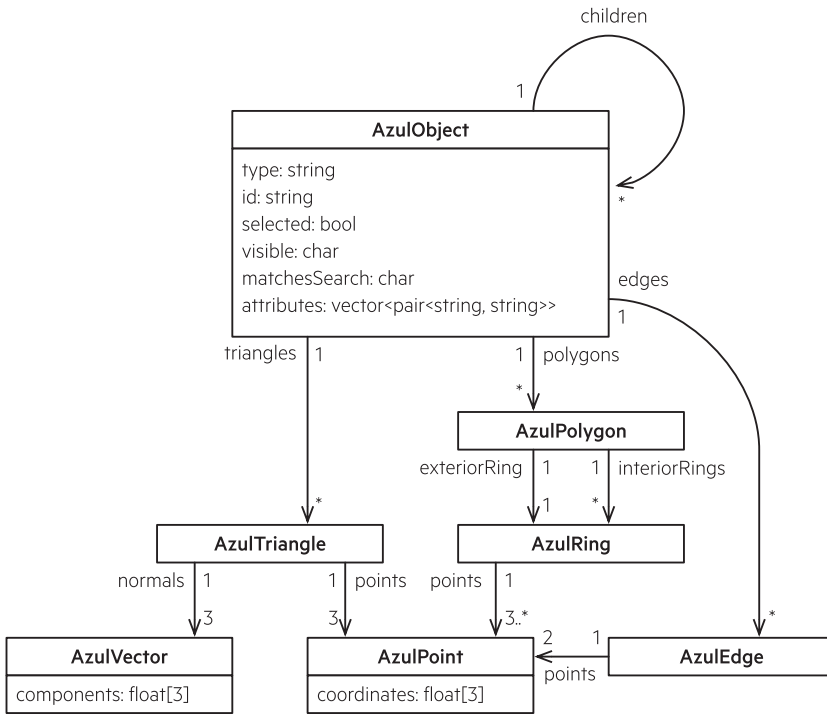 children
1
AzulObject
type: string
id: string
selected: bool
visible: char
matchesSearch: char
attributes: vector<pair<string, string>>
*
edges
1
triangles 1
1 polygons
*
AzulPolygon
exteriorRing 1
1 interiorRings
*
1
*
AzulTriangle
AzulRing
normals 1
1 points
points 1
3
3
3..*
2
1
*
AzulVector
components: float[3]
AzulPoint
coordinates: float[3]
points
AzulEdge